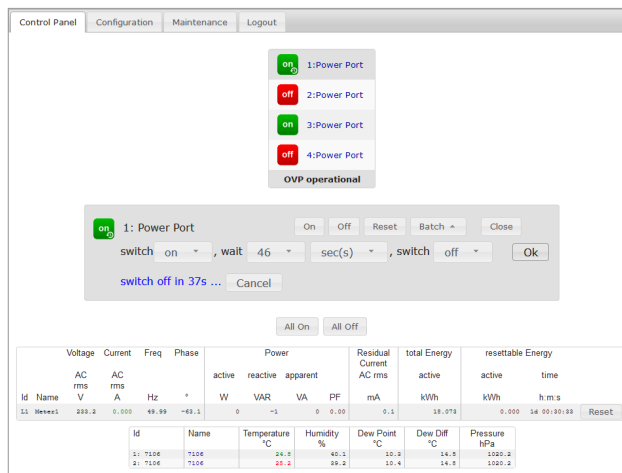 Control Panel Configuration Maintenance Logout
on 1:Power Port
off 2:Power Port
on 3:Power Port
off 4:Power Port
OVP operational
on 1: Power Port On Off Reset Batch Close
switch on , wait 46 sec(s) , switch off Ok
switch off in 37s ... Cancel
All On All Off
Voltage Current Freq Phase Power Residual Current total Energy resettable Energy
AC rms AC rms active reactive apparent AC rms active active time
Id Name V A Hz ° W VAR VA PF mA kWh kWh h:m:s
L1 Meter1 233.2 0.000 49.99 -63.1 0 -1 0 0.00 0.1 18.073 0.000 1d 00:30:33 Reset
Id Name Temperature Humidity Dew Point Dew Diff Pressure
°C % °C °C hPa
1: 7106 7106 24.8 40.1 10.3 14.5 1020.2
2: 7106 7106 25.2 39.2 10.4 14.8 1020.2